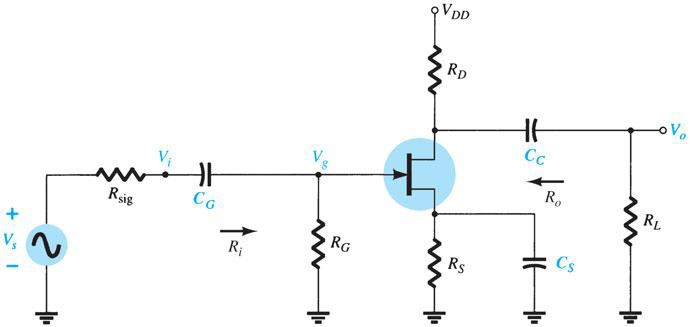 V_DD
R_D
V_o
V_i
V_g
C_C
R_sig
C_G
R_o
+
V_s
−
R_i
R_G
R_S
C_S
R_L